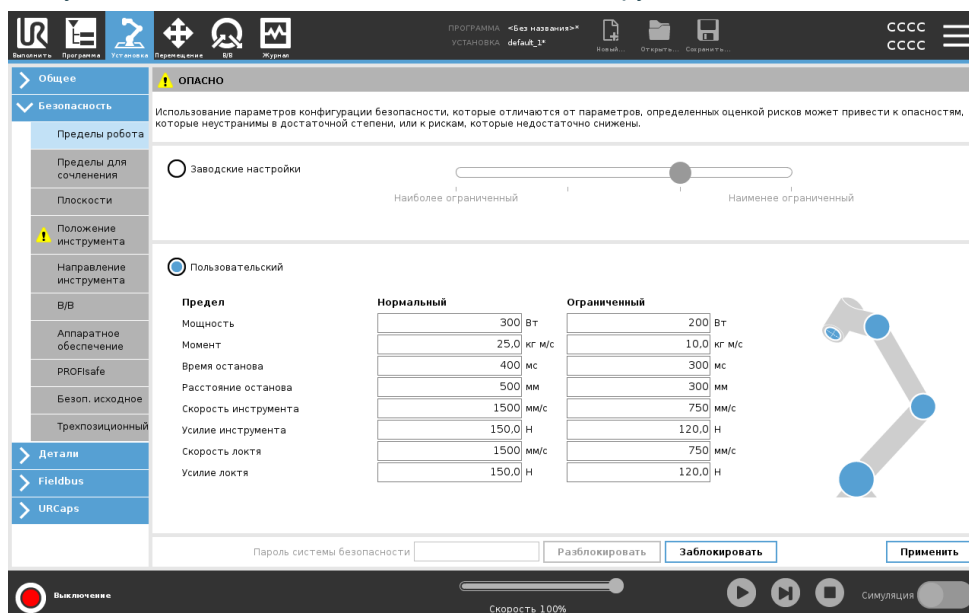 ПРОГРАММА <Без названия>*
УСТАНОВКА default_1*
Выполнить Программа Установка Перемещение В/В Журнал
Новый... Открыть... Сохранить...
CCCC
CCCC
Общее
Безопасность
Пределы робота
Пределы для
сочленения
Плоскости
Положение
инструмента
Направление
инструмента
В/В
Аппаратное
обеспечение
PROFIsafe
Безоп. исходное
Трехпозиционный
Детали
Fieldbus
URCaps
ОПАСНО
Использование параметров конфигурации безопасности, которые отличаются от параметров, определенных оценкой рисков может привести к опасностям,
которые неустранимы в достаточной степени, или к рискам, которые недостаточно снижены.
Заводские настройки
Наиболее ограниченный Наименее ограниченный
Пользовательский
Предел Нормальный Ограниченный
Мощность 300 Вт 200 Вт
Момент 25,0 кг м/с 10,0 кг м/с
Время останова 400 мс 300 мс
Расстояние останова 500 мм 300 мм
Скорость инструмента 1500 мм/с 750 мм/с
Усилие инструмента 150,0 Н 120,0 Н
Скорость локтя 1500 мм/с 750 мм/с
Усилие локтя 150,0 Н 120,0 Н
Пароль системы безопасности Разблокировать Заблокировать Применить
Выключение
Скорость 100%
Симуляция